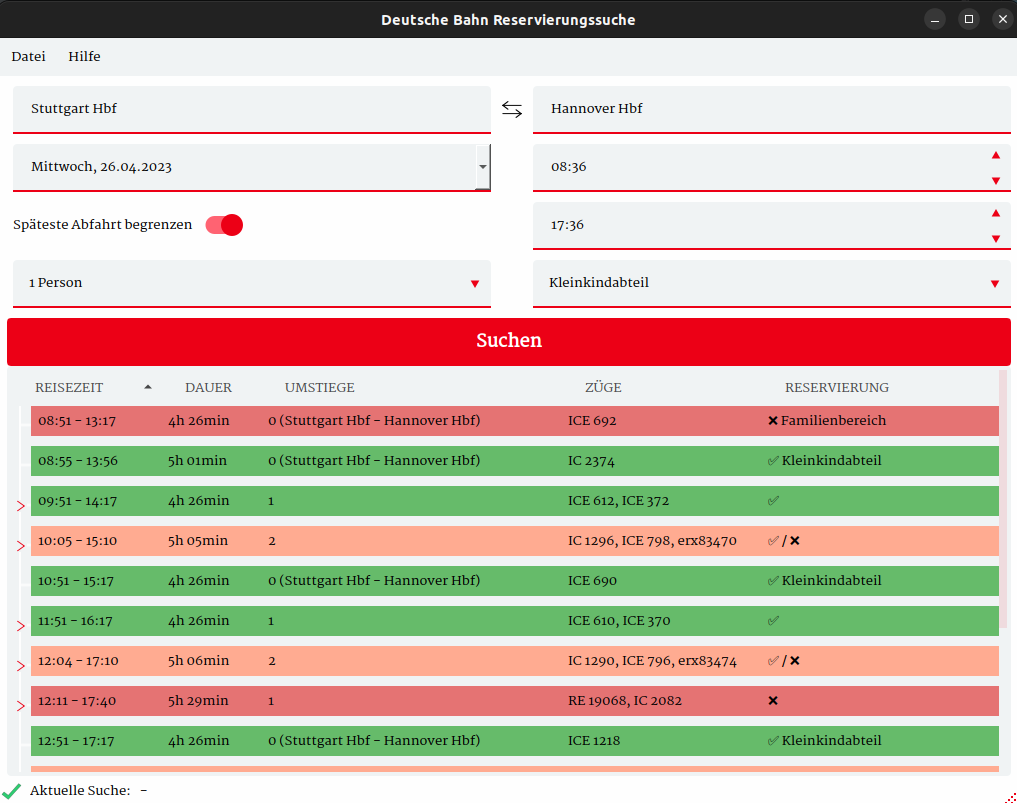 Deutsche Bahn Reservierungssuche
Datei Hilfe
Stuttgart Hbf Hannover Hbf
Mittwoch, 26.04.2023 08:36
Späteste Abfahrt begrenzen 17:36
1 Person Kleinkindabteil
Suchen
REISEZEIT DAUER UMSTIEGE ZÜGE RESERVIERUNG
08:51 – 13:17 4h 26min 0 (Stuttgart Hbf – Hannover Hbf) ICE 692 ❌ Familienbereich
08:55 – 13:56 5h 01min 0 (Stuttgart Hbf – Hannover Hbf) IC 2374 ✅ Kleinkindabteil
09:51 – 14:17 4h 26min 1 ICE 612, ICE 372 ✅
10:05 – 15:10 5h 05min 2 IC 1296, ICE 798, erx83470 ✅ / ❌
10:51 – 15:17 4h 26min 0 (Stuttgart Hbf – Hannover Hbf) ICE 690 ✅ Kleinkindabteil
11:51 – 16:17 4h 26min 1 ICE 610, ICE 370 ✅
12:04 – 17:10 5h 06min 2 IC 1290, ICE 796, erx83474 ✅ / ❌
12:11 – 17:40 5h 29min 1 RE 19068, IC 2082 ❌
12:51 – 17:17 4h 26min 0 (Stuttgart Hbf – Hannover Hbf) ICE 1218 ✅ Kleinkindabteil
Aktuelle Suche: –